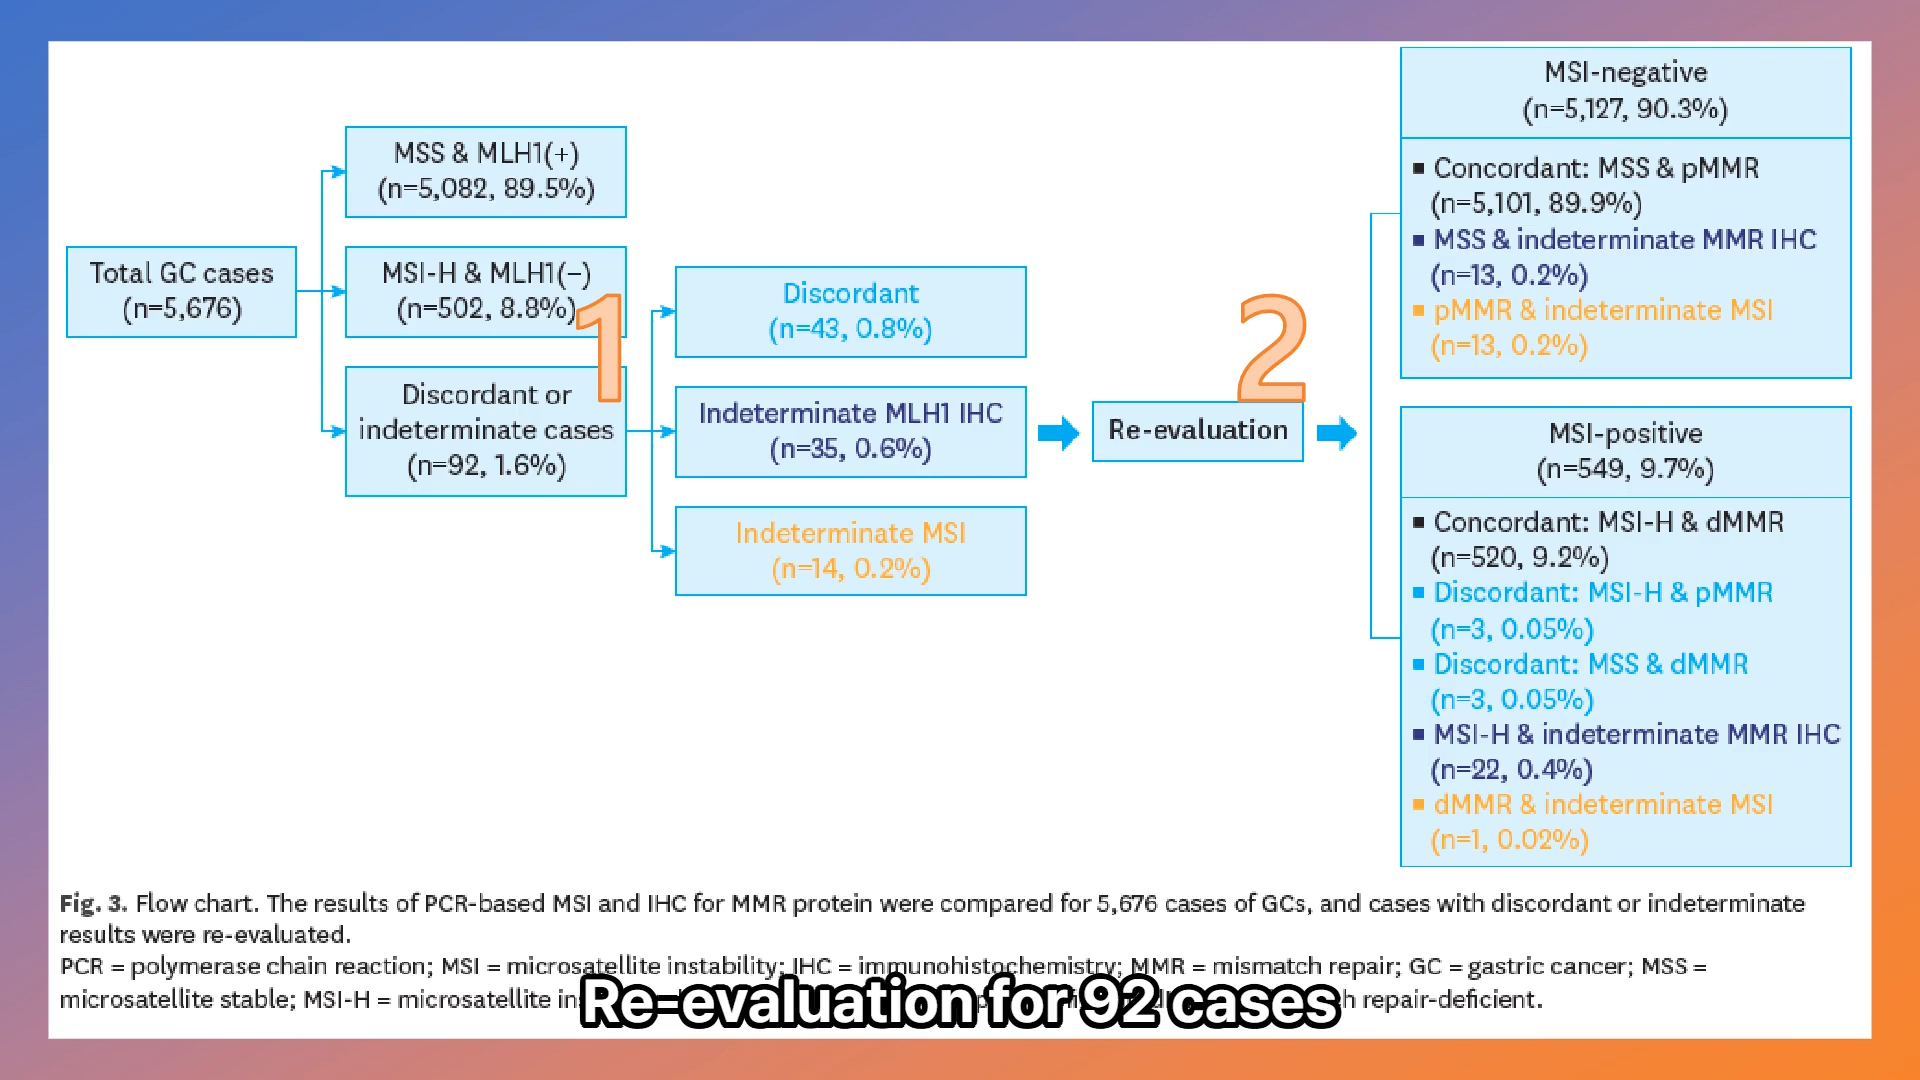 Total GC cases
(n=5,676)
MSS & MLH1(+)
(n=5,082, 89.5%)
MSI-H & MLH1(−)
(n=502, 8.8%)
Discordant or
indeterminate cases
(n=92, 1.6%)
1
Discordant
(n=43, 0.8%)
Indeterminate MLH1 IHC
(n=35, 0.6%)
Indeterminate MSI
(n=14, 0.2%)
2
Re-evaluation
MSI-negative
(n=5,127, 90.3%)
▪ Concordant: MSS & pMMR
(n=5,101, 89.9%)
▪ MSS & indeterminate MMR IHC
(n=13, 0.2%)
▪ pMMR & indeterminate MSI
(n=13, 0.2%)
MSI-positive
(n=549, 9.7%)
▪ Concordant: MSI-H & dMMR
(n=520, 9.2%)
▪ Discordant: MSI-H & pMMR
(n=3, 0.05%)
▪ Discordant: MSS & dMMR
(n=3, 0.05%)
▪ MSI-H & indeterminate MMR IHC
(n=22, 0.4%)
▪ dMMR & indeterminate MSI
(n=1, 0.02%)
Fig. 3. Flow chart. The results of PCR-based MSI and IHC for MMR protein were compared for 5,676 cases of GCs, and cases with discordant or indeterminate
results were re-evaluated.
PCR = polymerase chain reaction; MSI = microsatellite instability; IHC = immunohistochemistry; MMR = mismatch repair; GC = gastric cancer; MSS =
microsatellite stable; MSI-H = microsatellite repair-deficient.
Re-evaluation for 92 cases